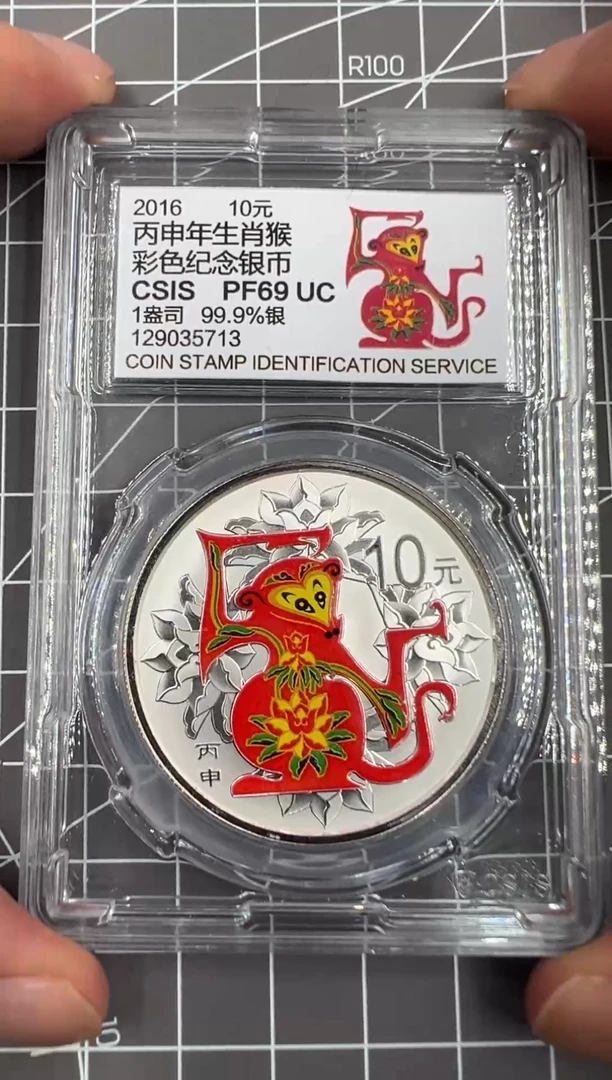 R100
2016 10元
丙申年生肖猴
彩色纪念银币
CSIS PF69 UC
1盎司 99.9%银
129035713
COIN STAMP IDENTIFICATION SERVICE
10元
丙
申
10